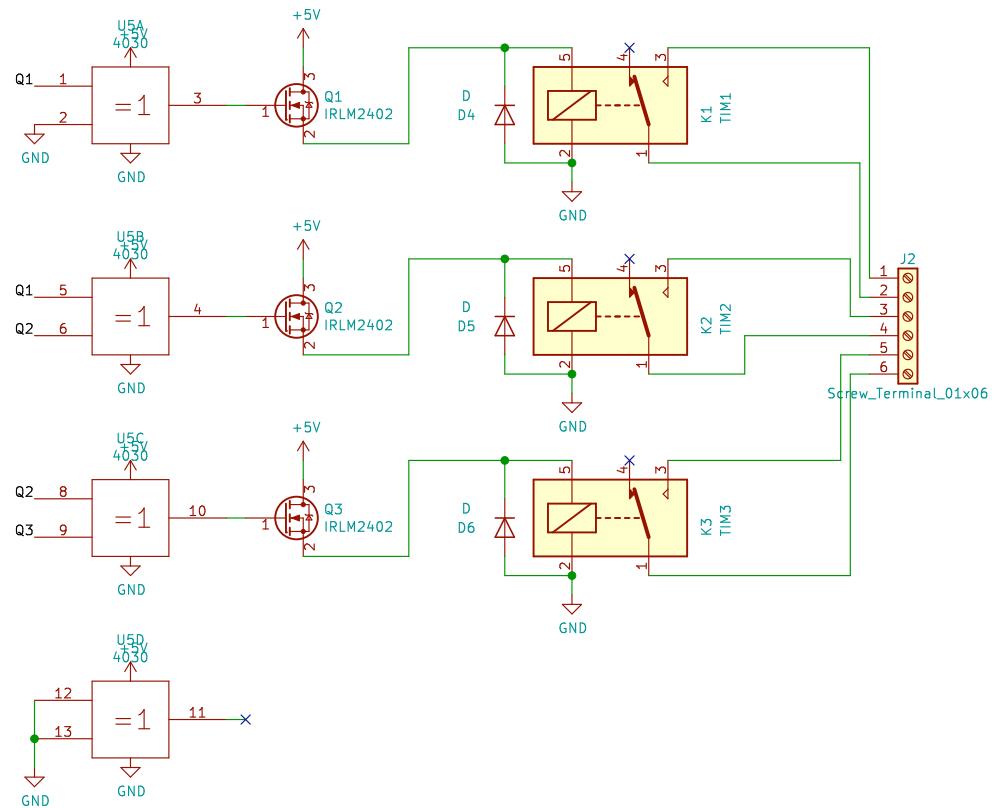 U5A
+5V
4030
Q1
1
2
GND
=1
3
GND
+5V
3
1
Q1
IRLM2402
2
D
D4
5
4
3
2
1
GND
K1
TIM1
U5B
+5V
4030
Q1
5
Q2
6
=1
4
GND
+5V
3
1
Q2
IRLM2402
2
D
D5
5
4
3
2
1
GND
K2
TIM2
J2
1
2
3
4
5
6
Screw_Terminal_01x06
U5C
+5V
4030
Q2
8
Q3
9
=1
10
GND
+5V
3
1
Q3
IRLM2402
2
D
D6
5
4
3
2
1
GND
K3
TIM3
U5D
+5V
4030
12
13
=1
11
GND
GND